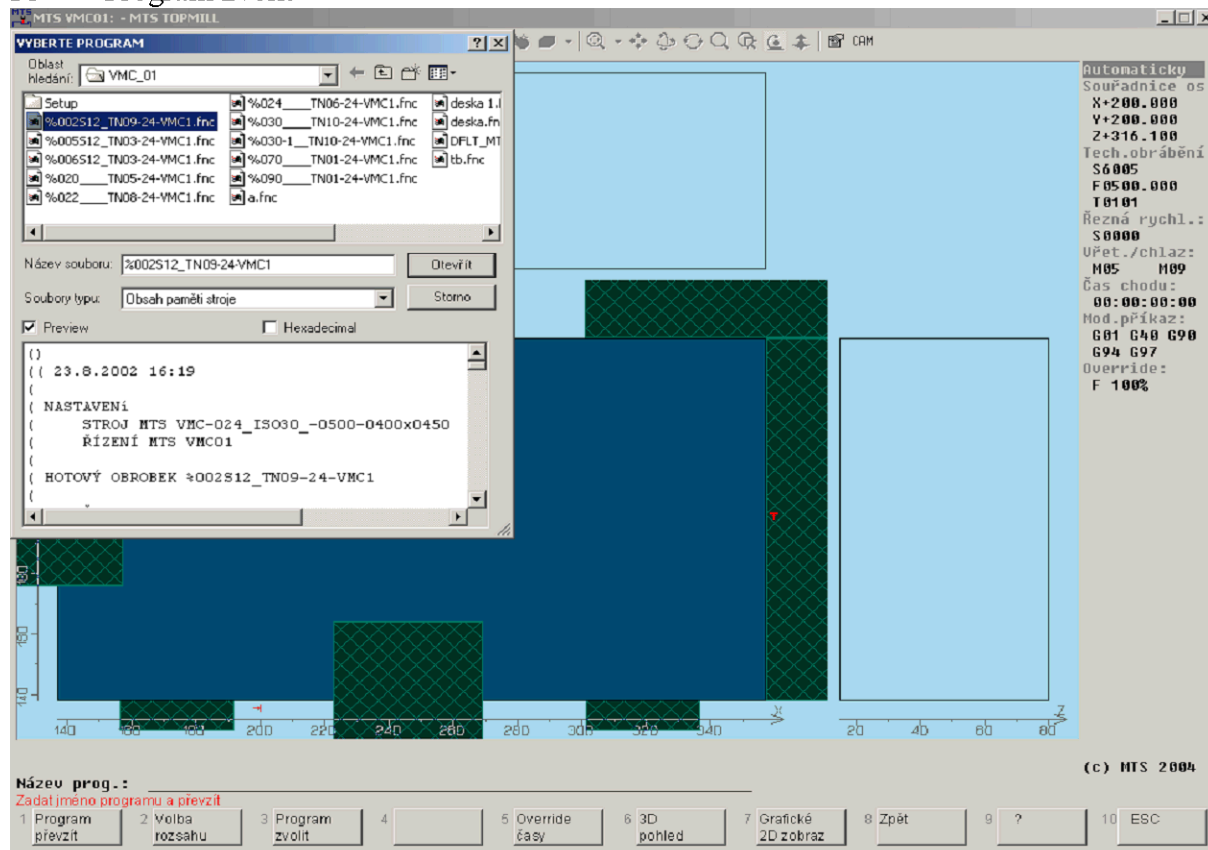 MTS VMC01: - MTS TOPMILL
VYBERTE PROGRAM
Oblast hledání: VMC_01
Setup
%002S12_TN09-24-VMC1.fnc
%005S12_TN03-24-VMC1.fnc
%006S12_TN03-24-VMC1.fnc
%020____TN05-24-VMC1.fnc
%022____TN08-24-VMC1.fnc
%024____TN06-24-VMC1.fnc
%030____TN10-24-VMC1.fnc
%030-1__TN10-24-VMC1.fnc
%070____TN01-24-VMC1.fnc
%090____TN01-24-VMC1.fnc
a.fnc
deska 1.
deska.fn
DFLT_MT
tb.fnc
Název souboru: %002S12_TN09-24-VMC1 Otevřít
Soubory typu: Obsah paměti stroje Storno
Preview Hexadecimal
()
(( 23.8.2002 16:19
(
( NASTAVENí
( STROJ MTS VMC-024_ISO30_-0500-0400x0450
( ŘÍZENÍ MTS VMC01
(
( HOTOVÝ OBROBEK %002S12_TN09-24-VMC1
(
CAM
Automaticky
Souřadnice os
X+200.000
Y+200.000
Z+316.100
Tech.obrábění
S6005
F0500.000
T0101
Řezná rychl.:
S0000
Vřet./chlaz:
M05 M09
Čas chodu:
00:00:00:00
Mod.příkaz:
G01 G40 G90
G94 G97
Override:
F 100%
180
160
140
140 160 180 200 220 240 260 280 300 320 340 X
20 40 60 80 Z
(c) MTS 2004
Název prog.:
Zadat jméno programu a převzít
1 Program převzít
2 Volba rozsahu
3 Program zvolit
4
5 Override časy
6 3D pohled
7 Grafické 2D zobraz
8 Zpět
9 ?
10 ESC